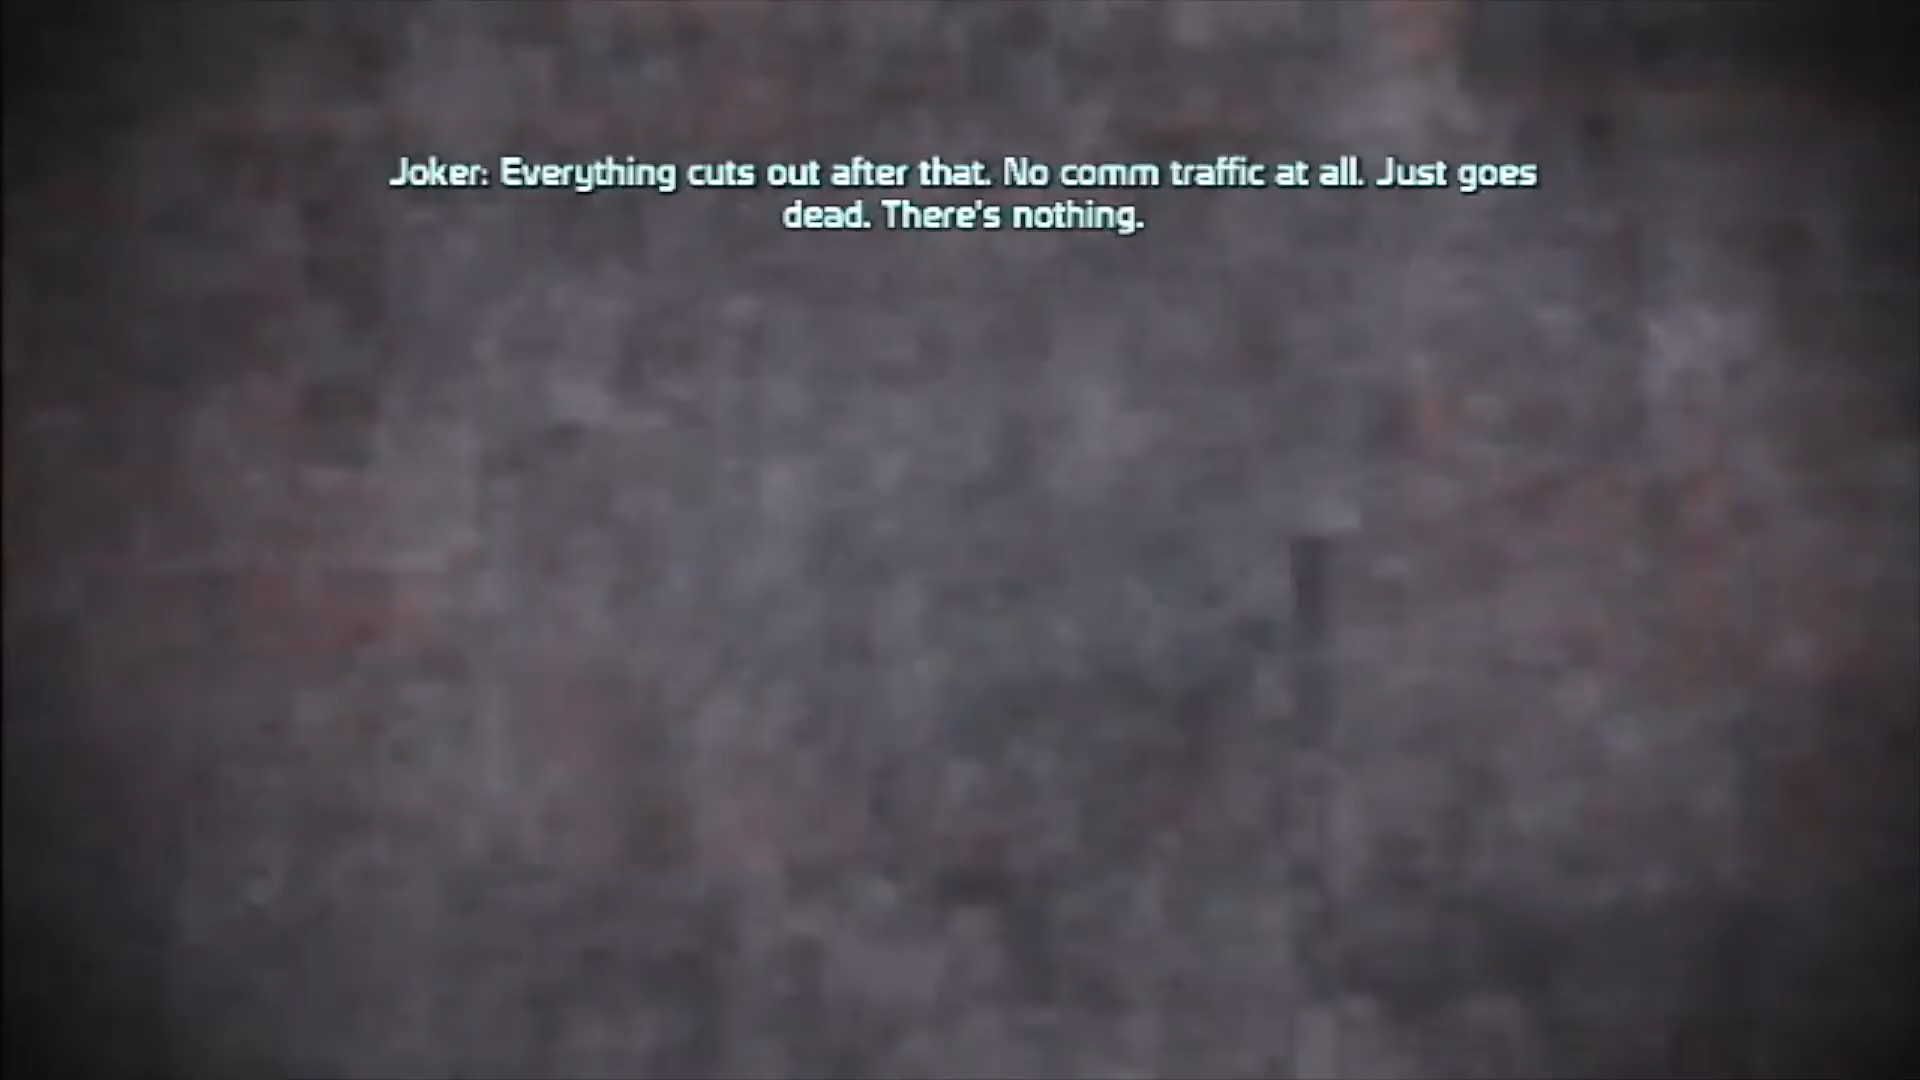 Joker: Everything cuts out after that. No comm traffic at all. Just goes
dead. There's nothing.